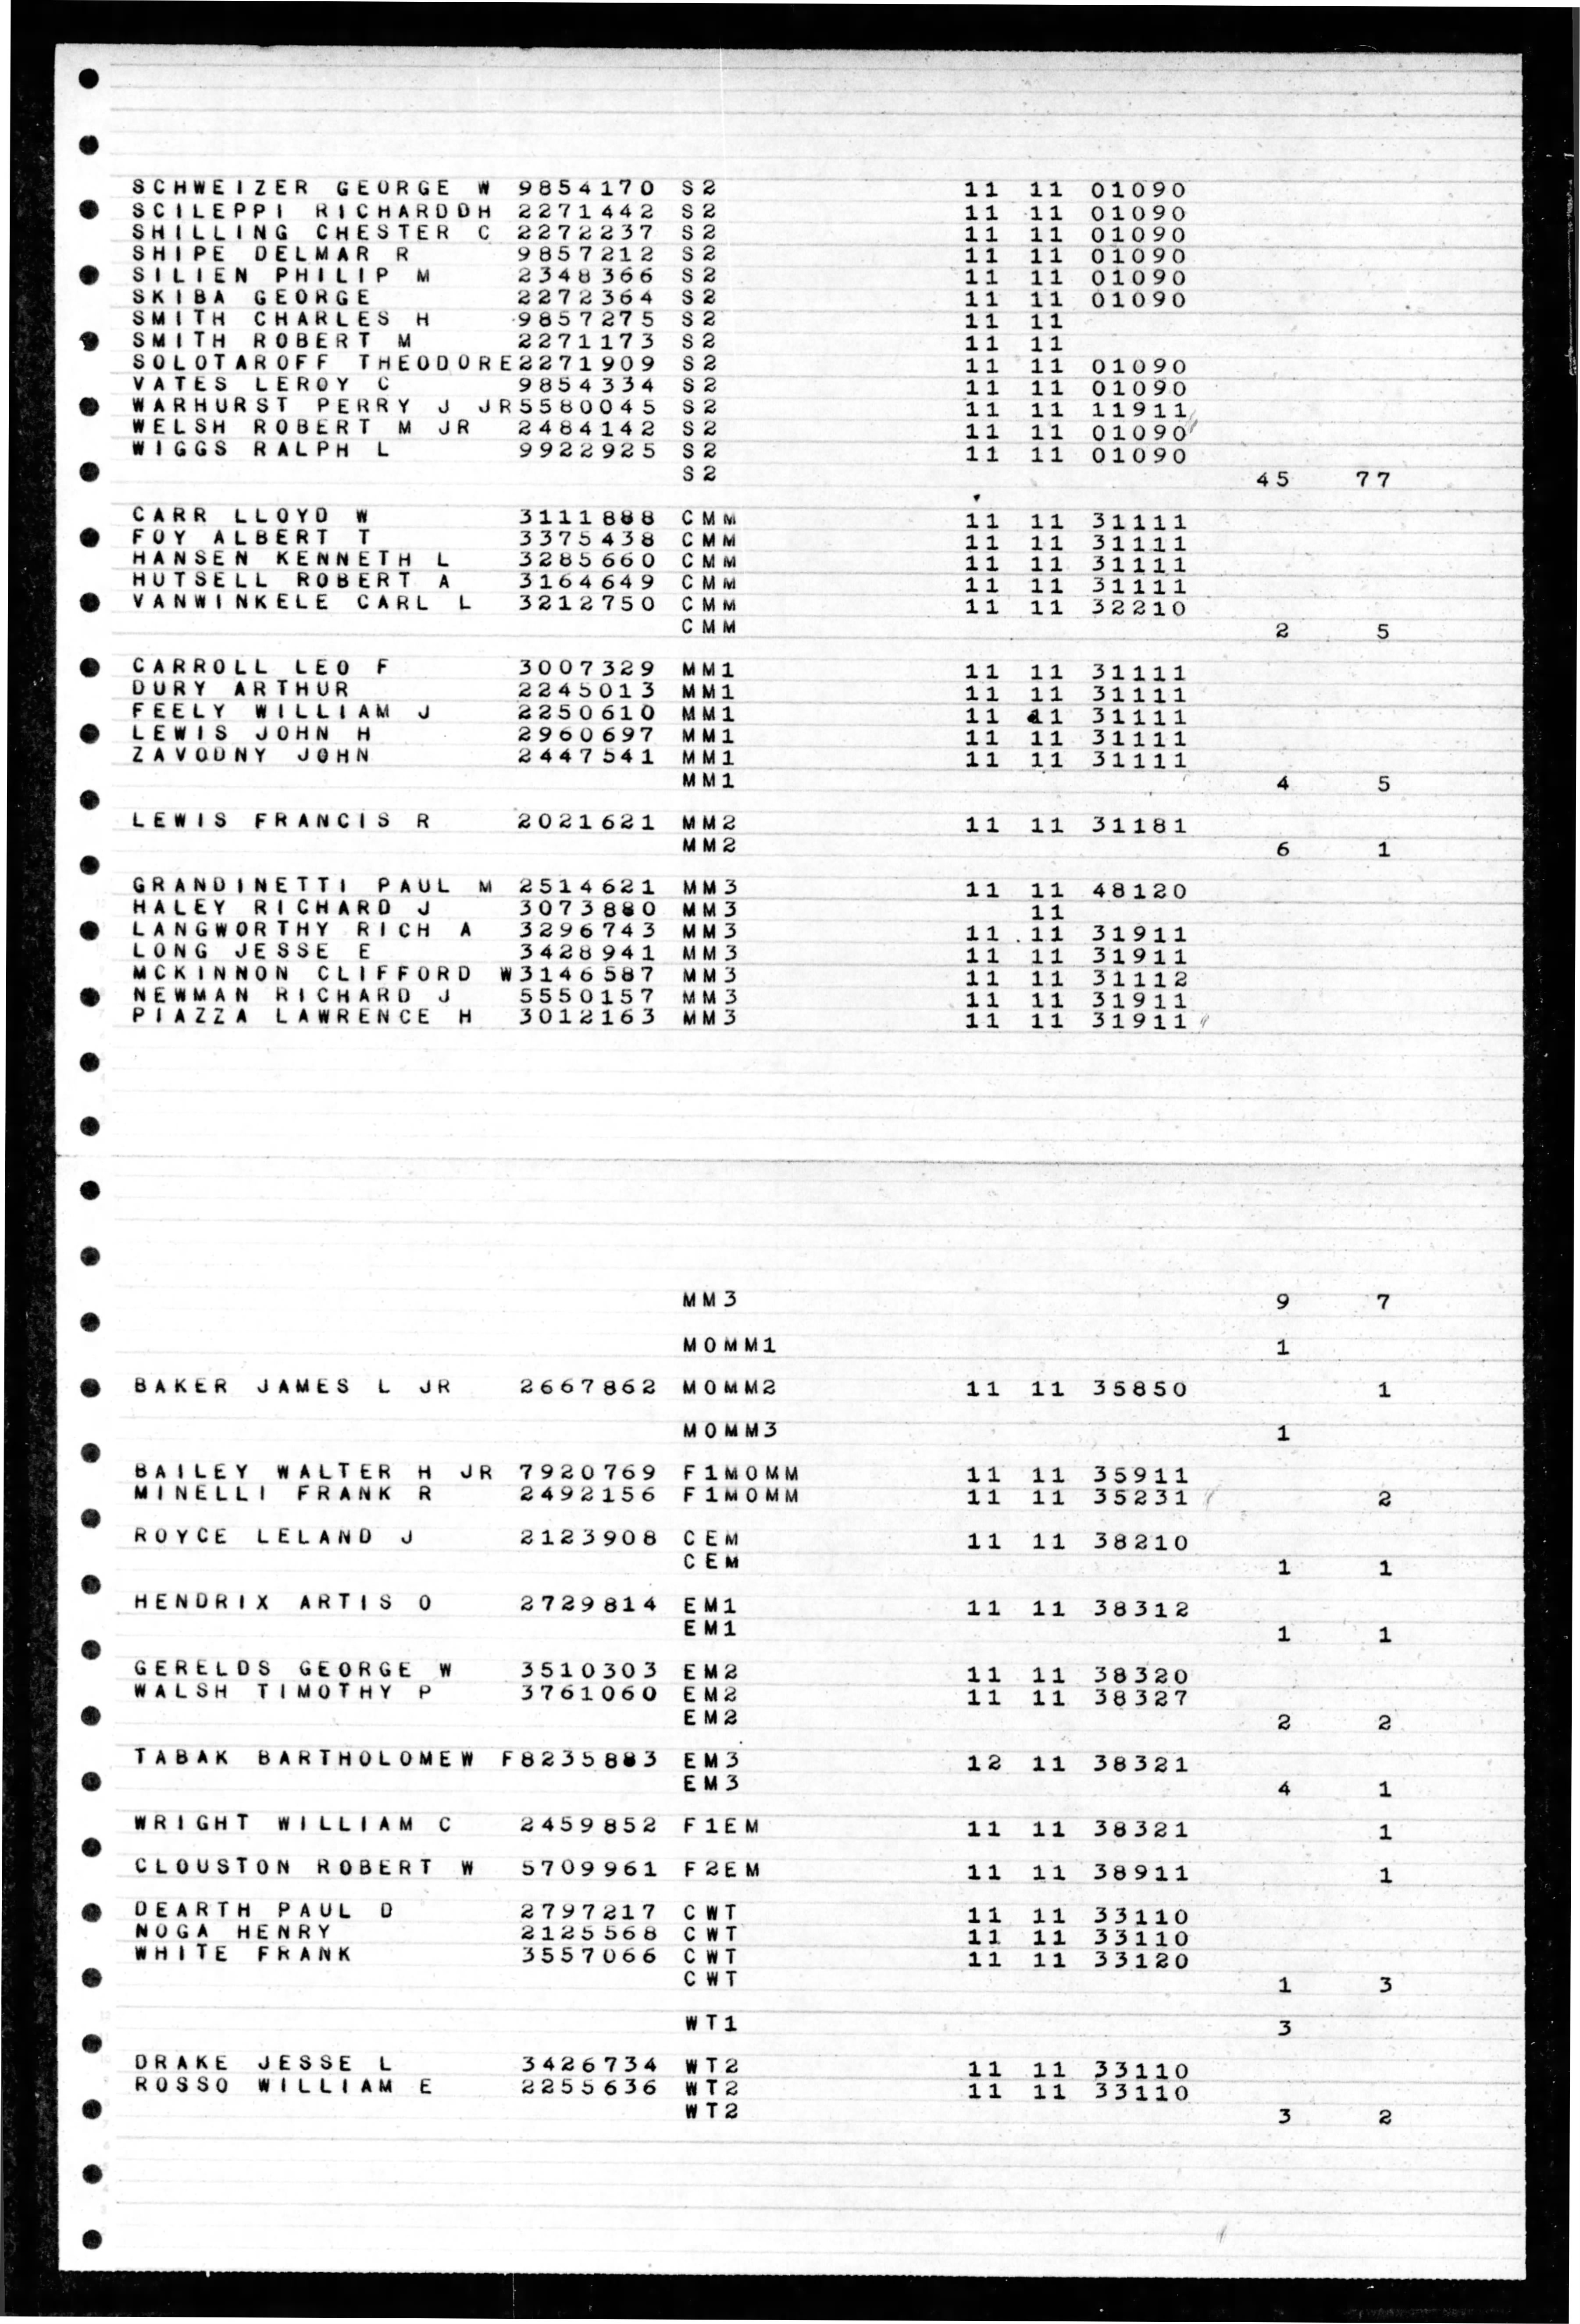 SCHWEIZER GEORGE W 9854170 S2 11 11 01090
SCILEPPI RICHARDDH 2271442 S2 11 11 01090
SHILLING CHESTER C 2272237 S2 11 11 01090
SHIPE DELMAR R 9857212 S2 11 11 01090
SILIEN PHILIP M 2348366 S2 11 11 01090
SKIBA GEORGE 2272364 S2 11 11 01090
SMITH CHARLES H 9857275 S2 11 11
SMITH ROBERT M 2271173 S2 11 11
SOLOTAROFF THEODORE2271909 S2 11 11 01090
VATES LEROY C 9854334 S2 11 11 01090
WARHURST PERRY J JR5580045 S2 11 11 11911
WELSH ROBERT M JR 2484142 S2 11 11 01090
WIGGS RALPH L 9922925 S2 11 11 01090
S2 45 77
CARR LLOYD W 3111888 CMM 11 11 31111
FOY ALBERT T 3375438 CMM 11 11 31111
HANSEN KENNETH L 3285660 CMM 11 11 31111
HUTSELL ROBERT A 3164649 CMM 11 11 31111
VANWINKELE CARL L 3212750 CMM 11 11 32210
CMM 2 5
CARROLL LEO F 3007329 MM1 11 11 31111
DURY ARTHUR 2245013 MM1 11 11 31111
FEELY WILLIAM J 2250610 MM1 11 11 31111
LEWIS JOHN H 2960697 MM1 11 11 31111
ZAVODNY JOHN 2447541 MM1 11 11 31111
MM1 4 5
LEWIS FRANCIS R 2021621 MM2 11 11 31181
MM2 6 1
GRANDINETTI PAUL M 2514621 MM3 11 11 48120
HALEY RICHARD J 3073880 MM3 11
LANGWORTHY RICH A 3296743 MM3 11 11 31911
LONG JESSE E 3428941 MM3 11 11 31911
MCKINNON CLIFFORD W3146587 MM3 11 11 31112
NEWMAN RICHARD J 5550157 MM3 11 11 31911
PIAZZA LAWRENCE H 3012163 MM3 11 11 31911
MM3 9 7
MOMM1 1
BAKER JAMES L JR 2667862 MOMM2 11 11 35850 1
MOMM3 1
BAILEY WALTER H JR 7920769 F1MOMM 11 11 35911
MINELLI FRANK R 2492156 F1MOMM 11 11 35231 2
ROYCE LELAND J 2123908 CEM 11 11 38210
CEM 1 1
HENDRIX ARTIS O 2729814 EM1 11 11 38312
EM1 1 1
GERELDS GEORGE W 3510303 EM2 11 11 38320
WALSH TIMOTHY P 3761060 EM2 11 11 38327
EM2 2 2
TABAK BARTHOLOMEW F8235883 EM3 12 11 38321
EM3 4 1
WRIGHT WILLIAM C 2459852 F1EM 11 11 38321 1
CLOUSTON ROBERT W 5709961 F2EM 11 11 38911 1
DEARTH PAUL D 2797217 CWT 11 11 33110
NOGA HENRY 2125568 CWT 11 11 33110
WHITE FRANK 3557066 CWT 11 11 33120
CWT 1 3
WT1 3
DRAKE JESSE L 3426734 WT2 11 11 33110
ROSSO WILLIAM E 2255636 WT2 11 11 33110
WT2 3 2